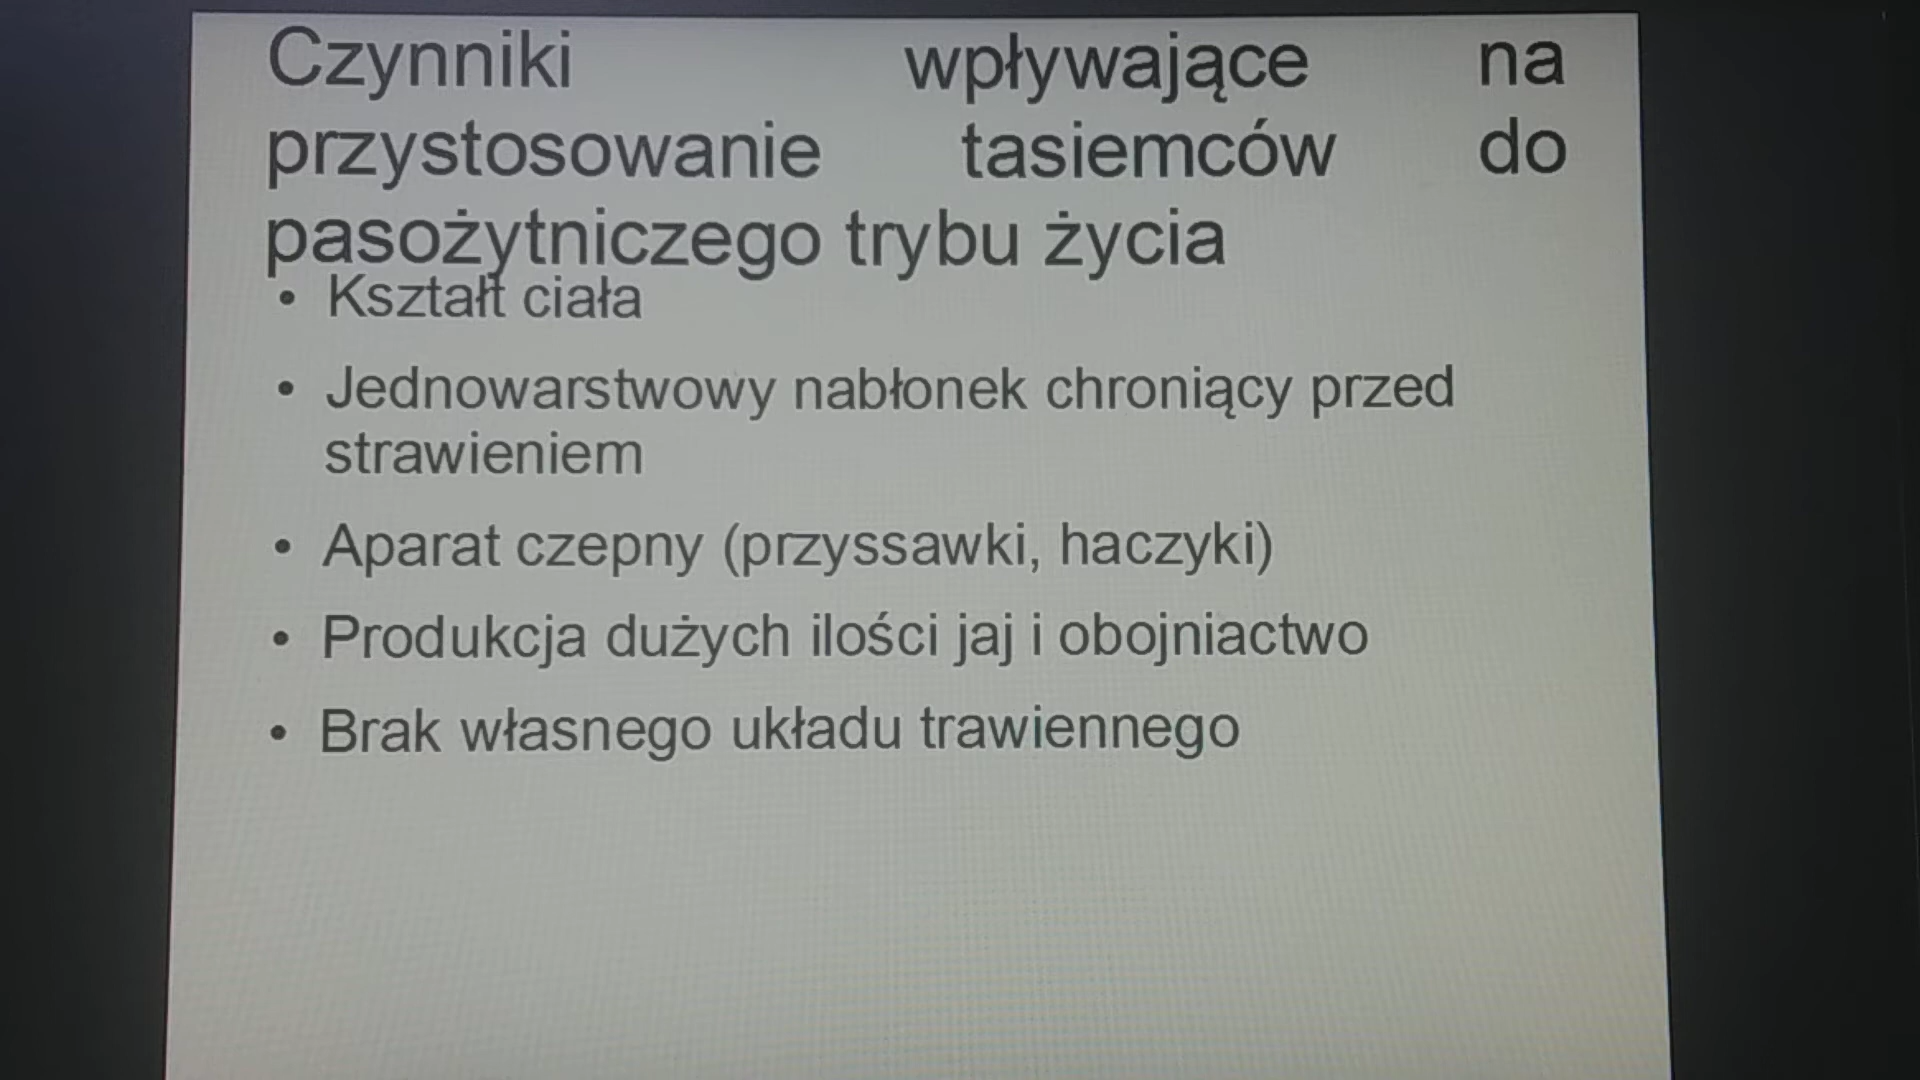 Czynniki wpływające na
przystosowanie tasiemców do
pasożytniczego trybu życia
• Kształt ciała
• Jednowarstwowy nabłonek chroniący przed
strawieniem
• Aparat czepny (przyssawki, haczyki)
• Produkcja dużych ilości jaj i obojniactwo
• Brak własnego układu trawiennego